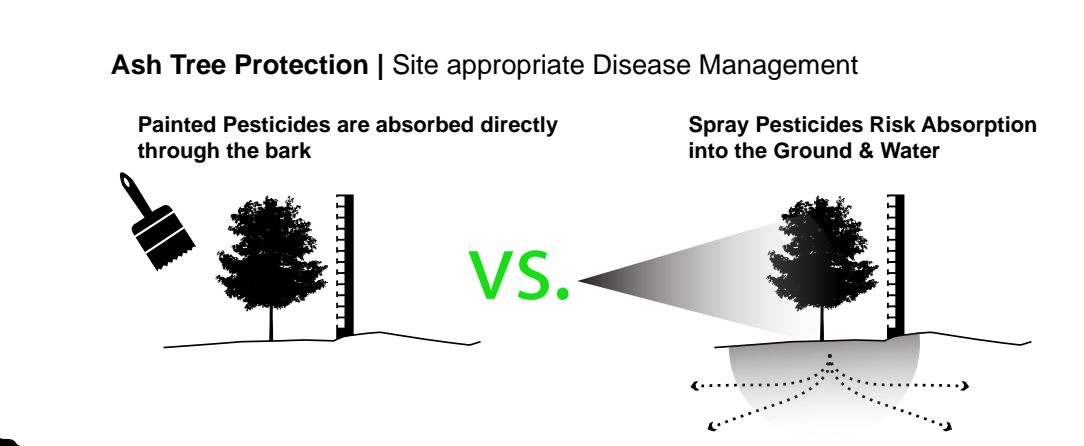 Ash Tree Protection | Site appropriate Disease Management
Painted Pesticides are absorbed directly
through the bark
Spray Pesticides Risk Absorption
into the Ground & Water
vs.